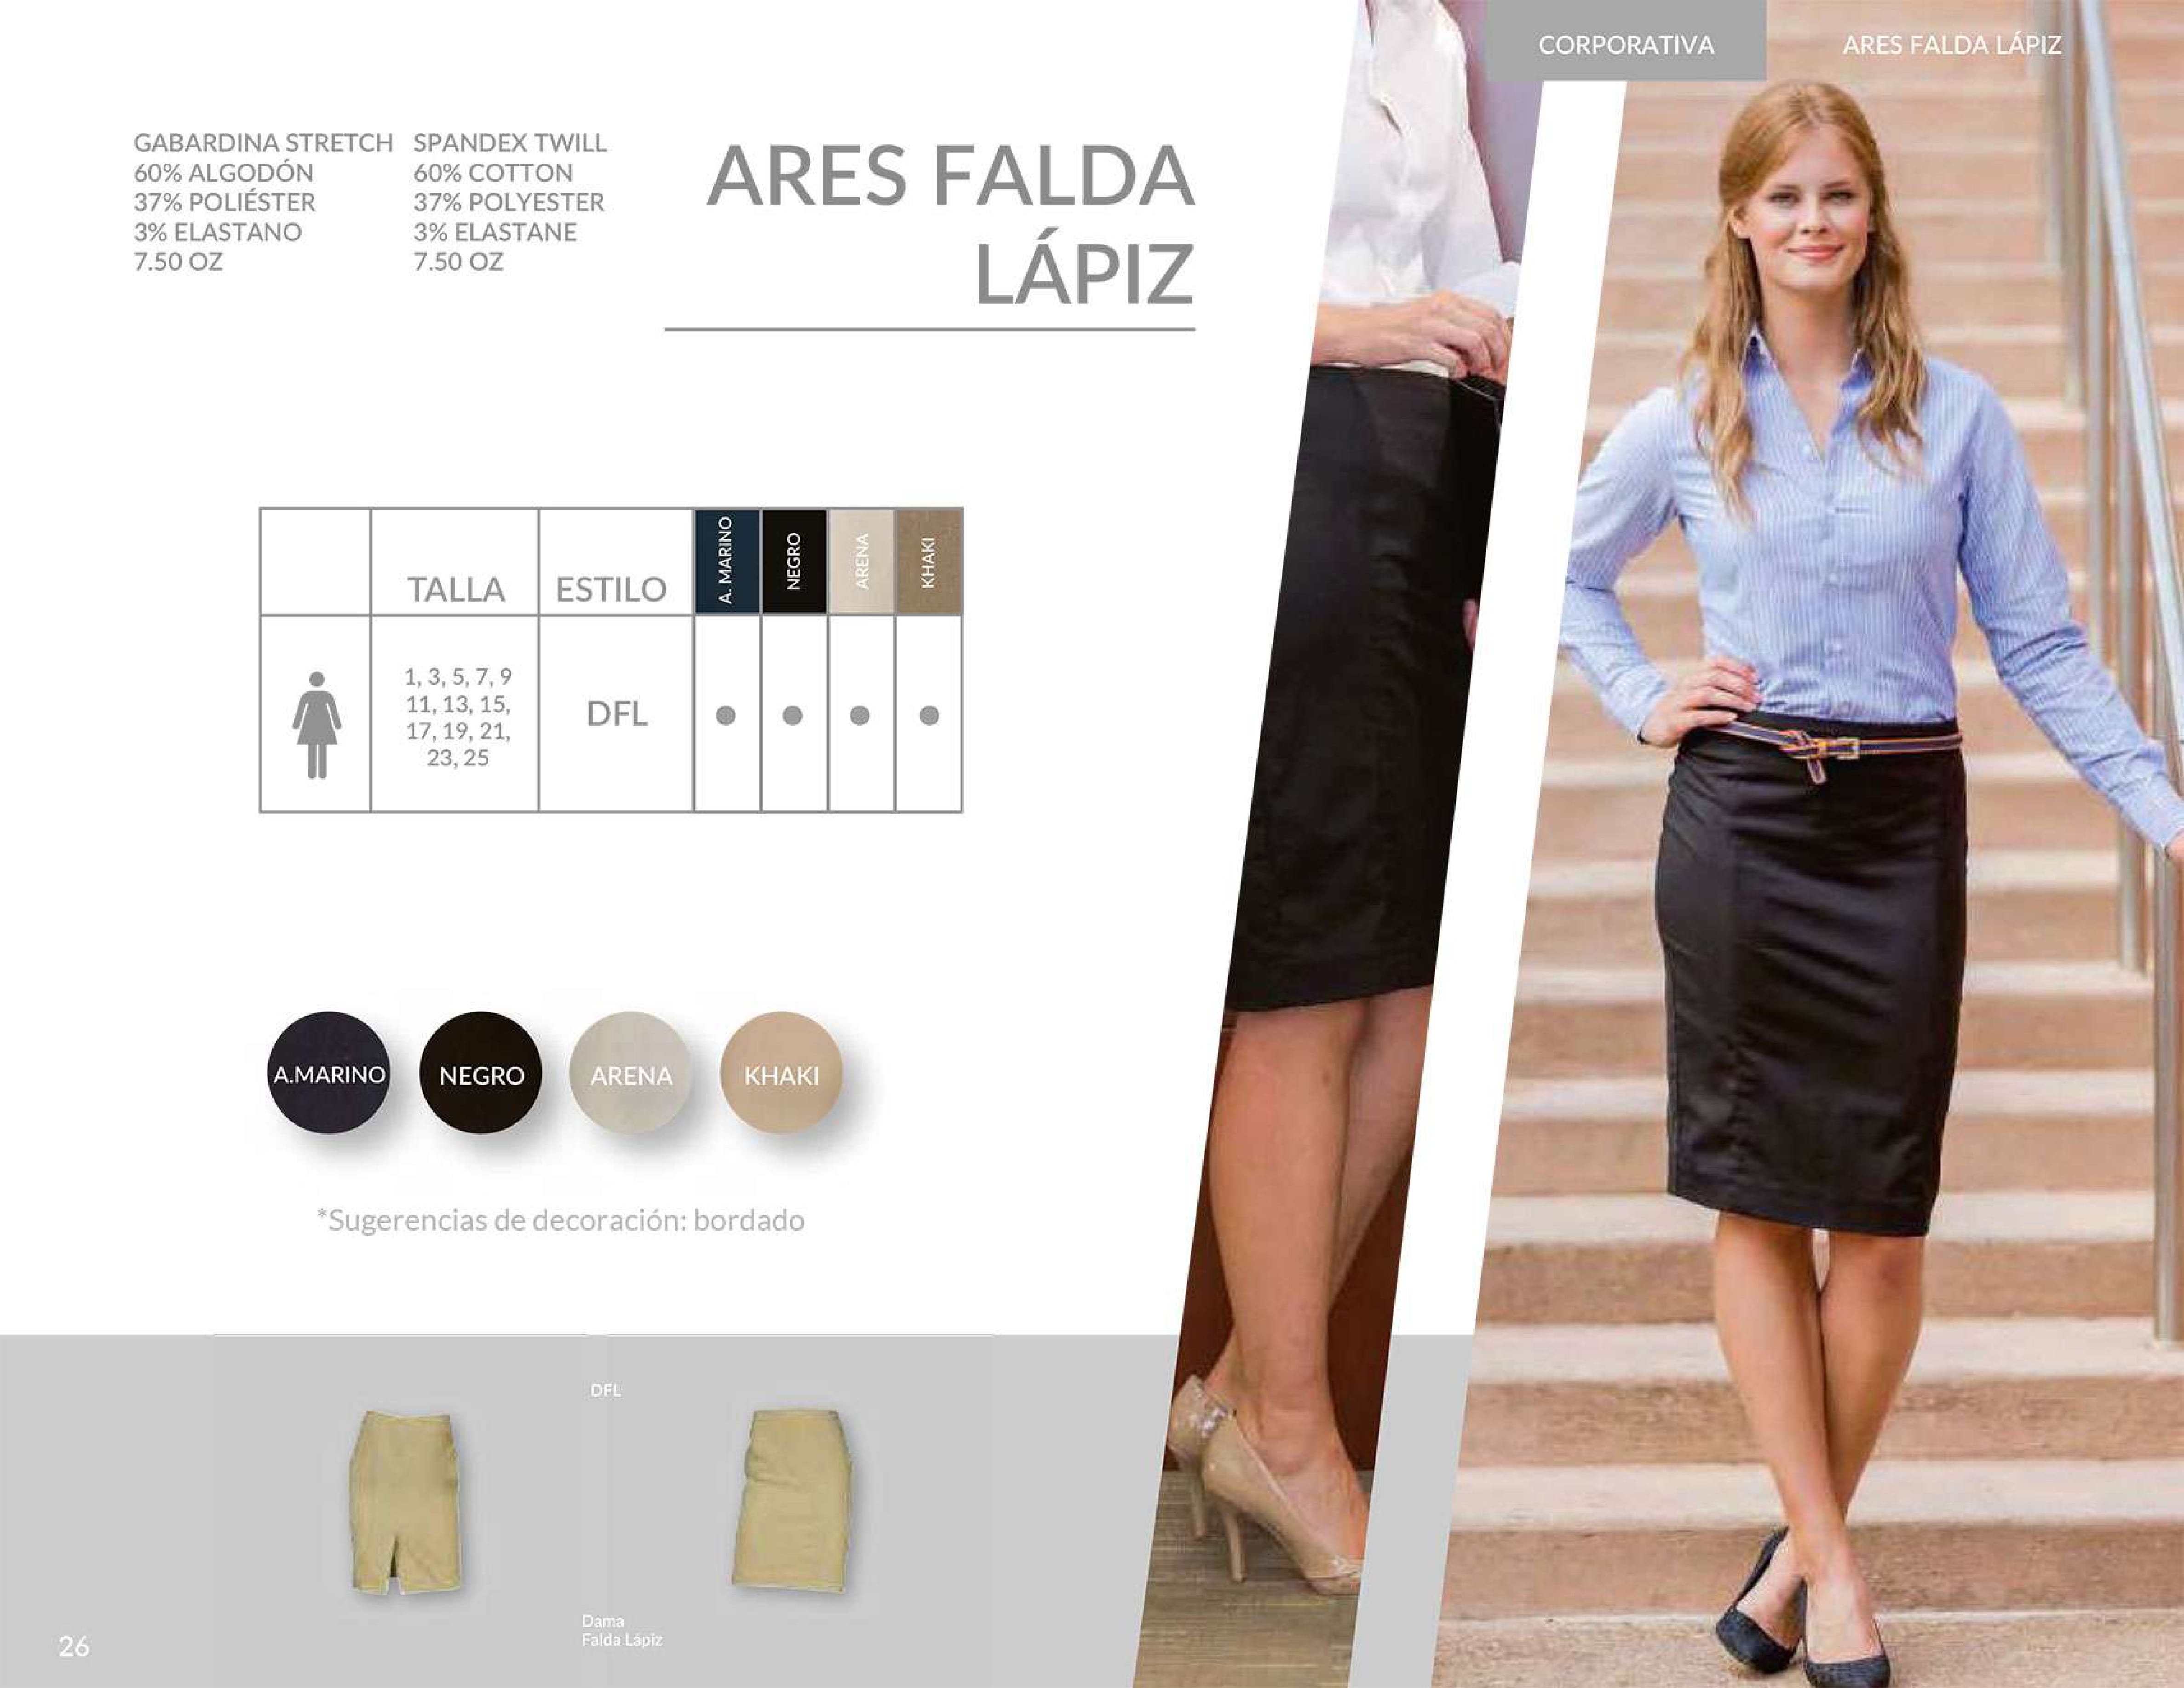 CORPORATIVA
ARES FALDA LÁPIZ
GABARDINA STRETCH
60% ALGODÓN
37% POLIÉSTER
3% ELASTANO
7.50 OZ
SPANDEX TWILL
60% COTTON
37% POLYESTER
3% ELASTANE
7.50 OZ
ARES FALDA
LÁPIZ
TALLA
ESTILO
A. MARINO
NEGRO
ARENA
KHAKI
1, 3, 5, 7, 9
11, 13, 15,
17, 19, 21,
23, 25
DFL
A.MARINO
NEGRO
ARENA
KHAKI
*Sugerencias de decoración: bordado
DFL
Dama
Falda Lápiz
26